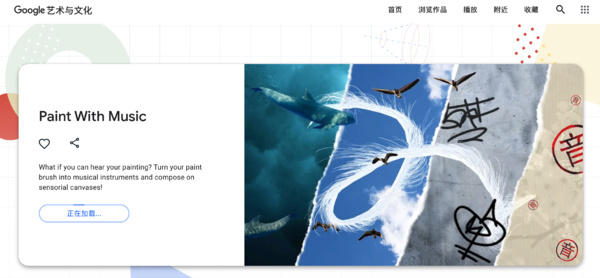 Google 艺术与文化
首页 浏览作品 播放 附近 收藏
Paint With Music
What if you can hear your painting? Turn your paint
brush into musical instruments and compose on
sensorial canvases!
正在加载...
音
音